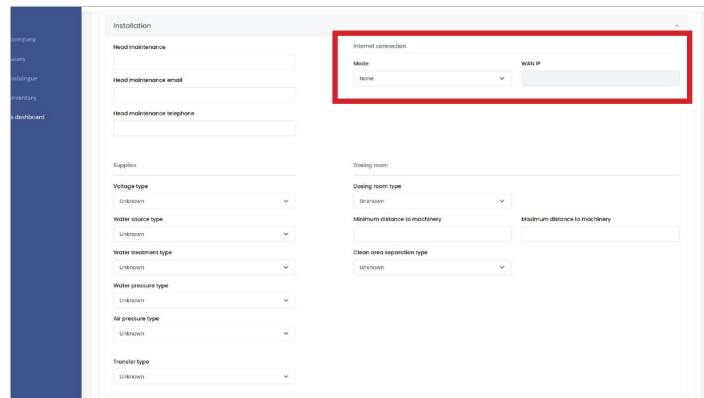 company
users
catalogue
inventory
s dashboard
Installation
Head maintenance
Head maintenance email
Head maintenance telephone
Internet connection
Mode
WAN IP
None
Supplies
Voltage type
Unknown
Water source type
Unknown
Water treatment type
Unknown
Water pressure type
Unknown
Air pressure type
Unknown
Transfer type
Unknown
Dosing room
Dosing room type
Unknown
Minimum distance to machinery
Maximum distance to machinery
Clean area separation type
Unknown